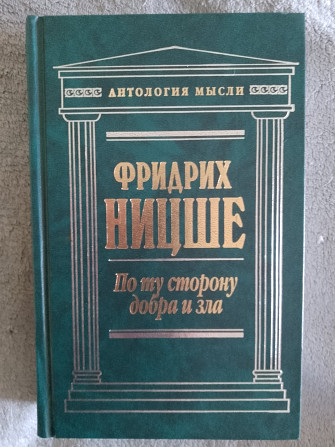 АНТОЛОГИЯ МЫСЛИ
ФРИДРИХ
НИЦШЕ
По ту сторону
добра и зла